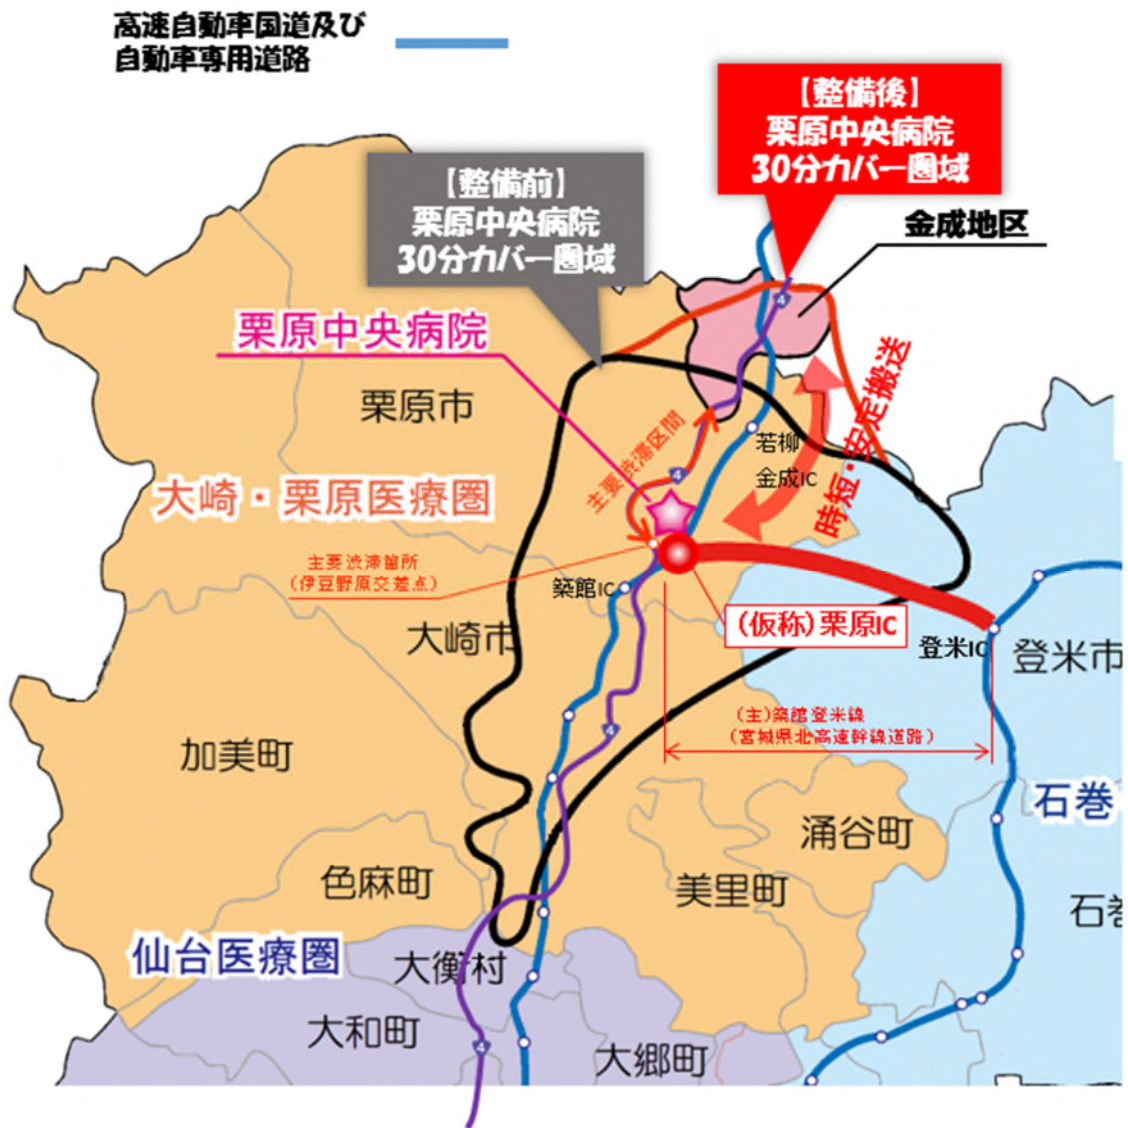 高速自動車国道及び
自動車専用道路
【整備後】
栗原中央病院
30分カバー圏域
【整備前】
栗原中央病院
30分カバー圏域
金成地区
栗原中央病院
栗原市
主要渋滞区間
4
4
若柳
金成IC
時短・安定搬送
大崎・栗原医療圏
主要渋滞箇所
(伊豆野原交差点)
築館IC
(仮称)栗原IC
大崎市
登米IC
登米市
(主)築館登米線
(宮城県北高速幹線道路)
4
加美町
石巻
涌谷町
色麻町
美里町
石巻
仙台医療圏
大衡村
大和町
4
大郷町